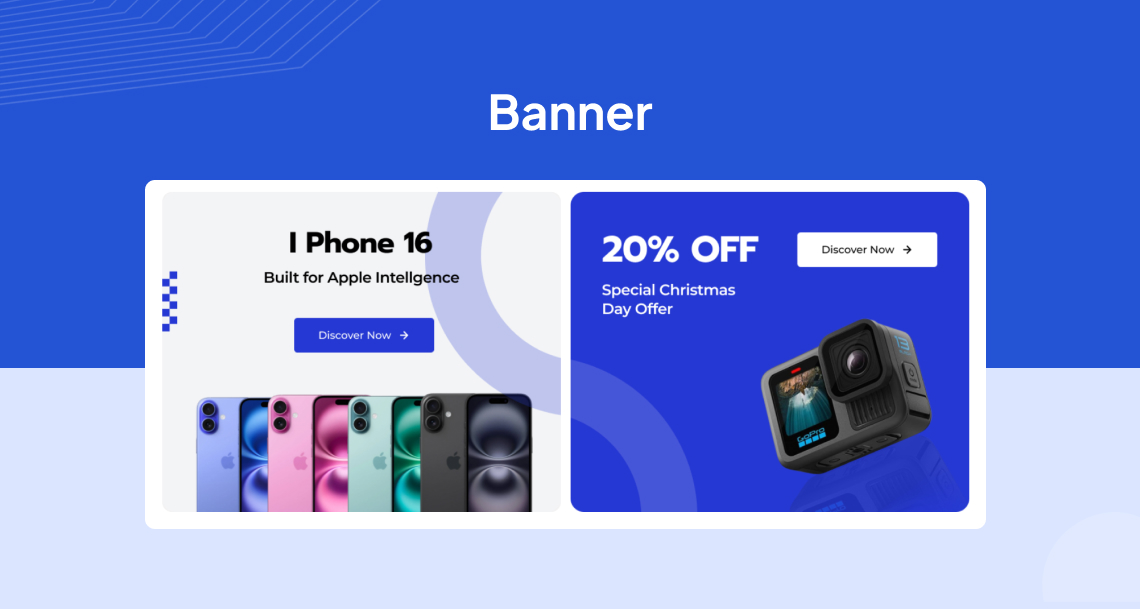 Banner
I Phone 16
Built for Apple Intellgence
Discover Now
20% OFF
Discover Now
Special Christmas
Day Offer
GoPro